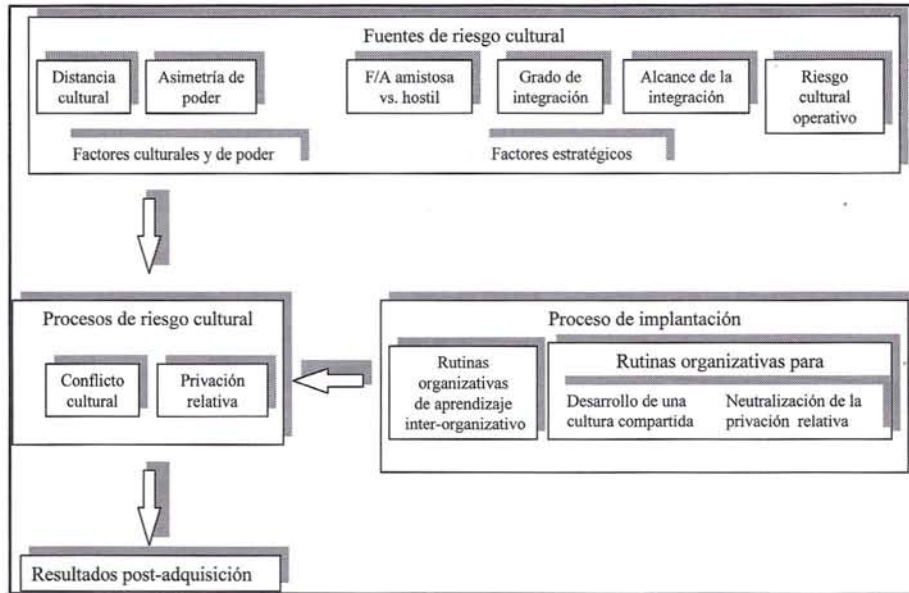 Fuentes de riesgo cultural
Distancia
cultural
Asimetría de
poder
F/A amistosa
vs. hostil
Grado de
integración
Alcance de la
integración
Riesgo
cultural
operativo
Factores culturales y de poder
Factores estratégicos
Procesos de riesgo cultural
Conflicto
cultural
Privación
relativa
Proceso de implantación
Rutinas
organizativas
de aprendizaje
inter-organizativo
Rutinas organizativas para
Desarrollo de una
cultura compartida
Neutralización de la
privación relativa
Resultados post-adquisición